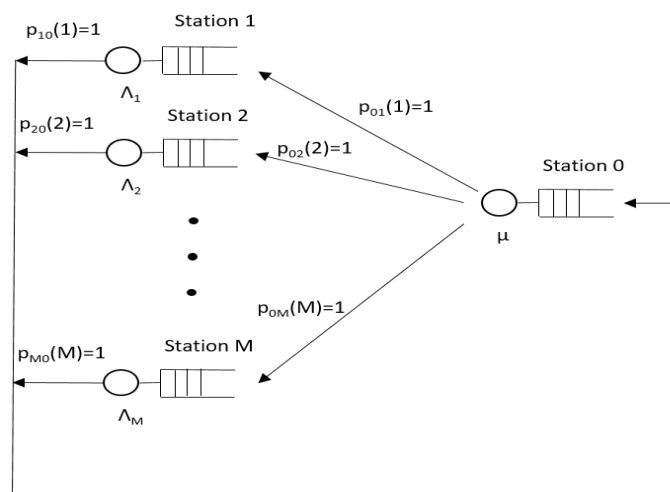 Station 1
p₁₀(1)=1
Λ₁
p₀₁(1)=1
Station 2
p₂₀(2)=1
p₀₂(2)=1
Λ₂
Station 0
μ
p₀M(M)=1
Station M
pM₀(M)=1
ΛM